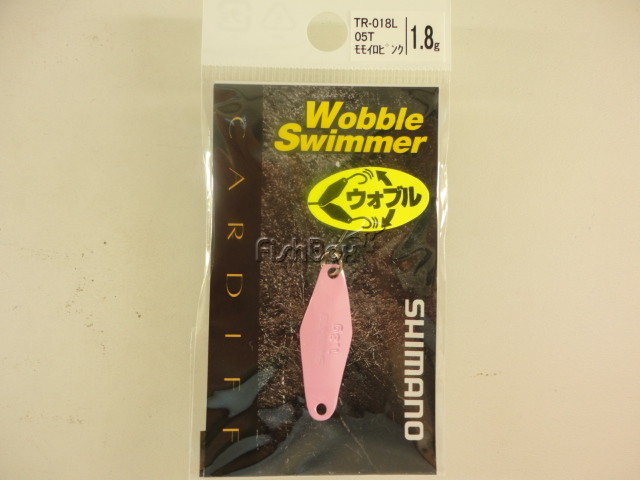 TR-018L
05T
ﾓﾓｲﾛﾋﾟﾝｸ
1.8g
Wobble
Swimmer
ウォブル
FishBox
CARDIFF
SHIMANO